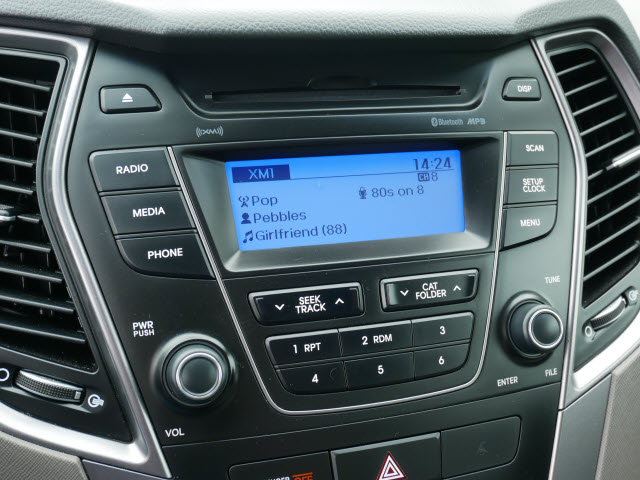 DISP
((XM))
Bluetooth MP3
RADIO
MEDIA
PHONE
XM1
14:24
CH 8
Pop
80s on 8
Pebbles
Girlfriend (88)
SCAN
SETUP
CLOCK
MENU
SEEK
TRACK
CAT
FOLDER
TUNE
PWR
PUSH
1 RPT
2 RDM
3
4
5
6
ENTER
FILE
VOL
OFF